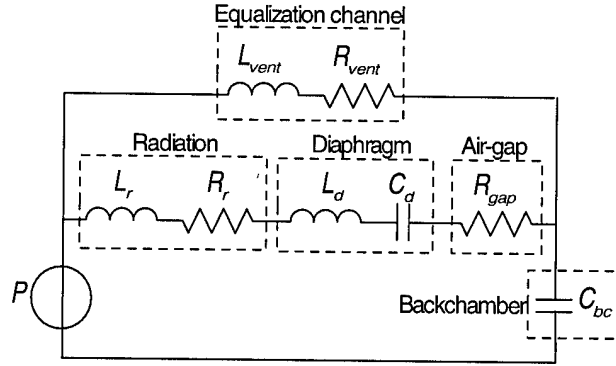 Equalization channel
L_vent R_vent
Radiation Diaphragm Air-gap
L_r R_r L_d C_d R_gap
P
Backchamber C_bc